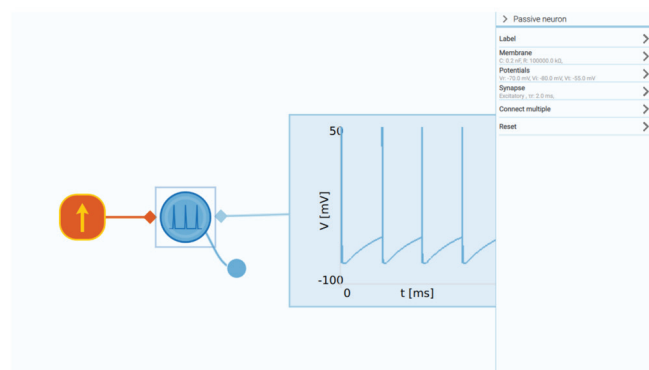 Passive neuron
Label
Membrane
C: 0.2 nF, R: 100000.0 kΩ,
Potentials
Vr: -70.0 mV, Vt: -80.0 mV, Vt: -55.0 mV
Synapse
Excitatory , τr: 2.0 ms,
Connect multiple
Reset
50
V [mV]
-100
0
t [ms]